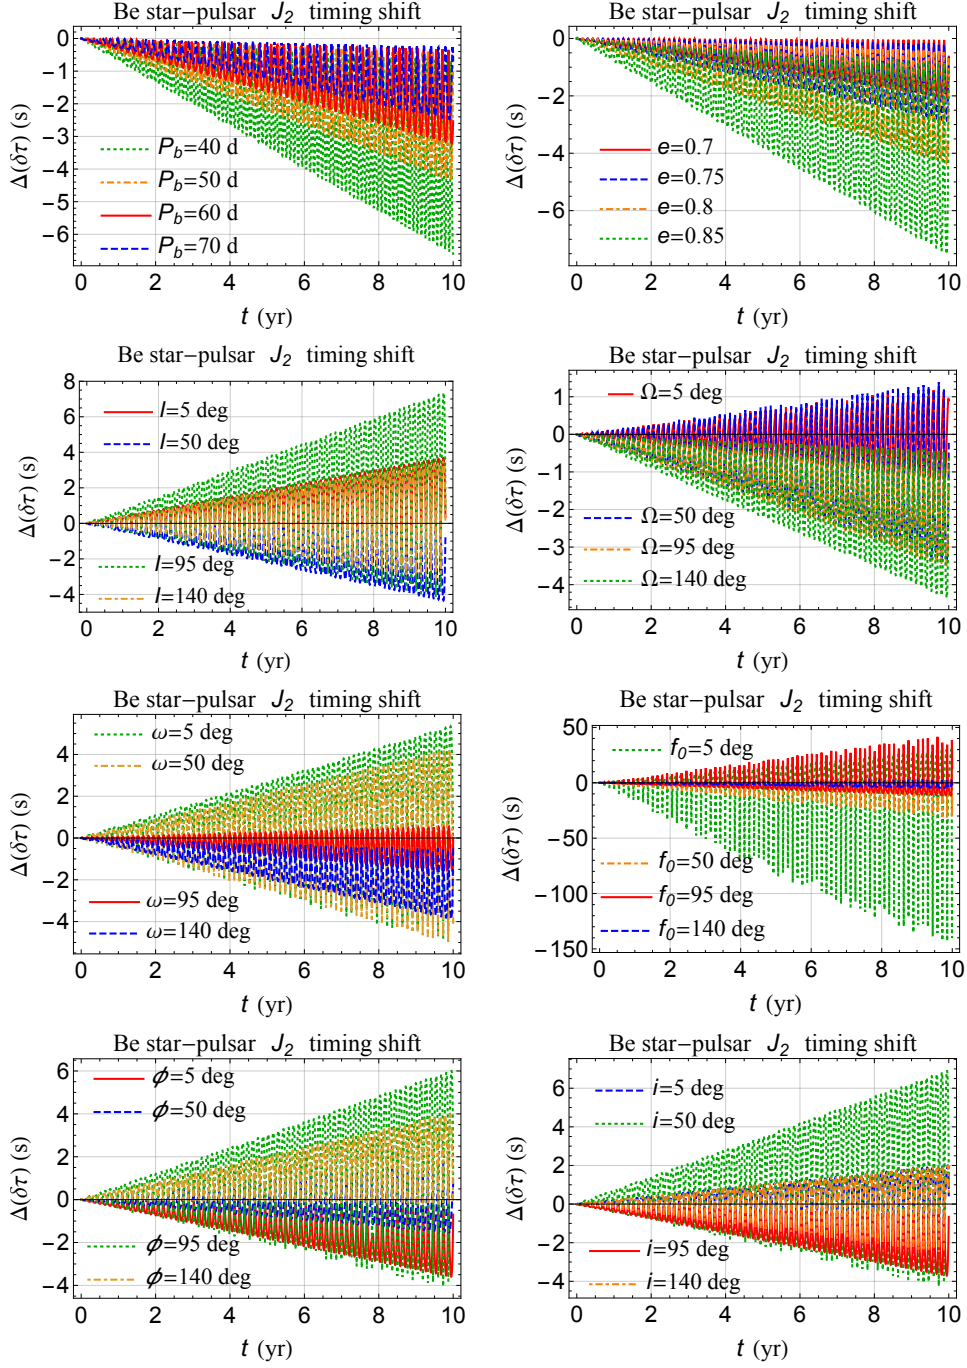 Be star−pulsar J2 timing shift
Δ(δτ) (s)
0
−1
−2
−3
−4
−5
−6
Pb=40 d
Pb=50 d
Pb=60 d
Pb=70 d
0 2 4 6 8 10
t (yr)
Be star−pulsar J2 timing shift
Δ(δτ) (s)
0
−2
−4
−6
e=0.7
e=0.75
e=0.8
e=0.85
0 2 4 6 8 10
t (yr)
Be star−pulsar J2 timing shift
Δ(δτ) (s)
8
6
4
2
0
−2
−4
I=5 deg
I=50 deg
I=95 deg
I=140 deg
0 2 4 6 8 10
t (yr)
Be star−pulsar J2 timing shift
Δ(δτ) (s)
1
0
−1
−2
−3
−4
Ω=5 deg
Ω=50 deg
Ω=95 deg
Ω=140 deg
0 2 4 6 8 10
t (yr)
Be star−pulsar J2 timing shift
Δ(δτ) (s)
4
2
0
−2
−4
ω=5 deg
ω=50 deg
ω=95 deg
ω=140 deg
0 2 4 6 8 10
t (yr)
Be star−pulsar J2 timing shift
Δ(δτ) (s)
50
0
−50
−100
−150
f0=5 deg
f0=50 deg
f0=95 deg
f0=140 deg
0 2 4 6 8 10
t (yr)
Be star−pulsar J2 timing shift
Δ(δτ) (s)
6
4
2
0
−2
−4
ϕ=5 deg
ϕ=50 deg
ϕ=95 deg
ϕ=140 deg
0 2 4 6 8 10
t (yr)
Be star−pulsar J2 timing shift
Δ(δτ) (s)
6
4
2
0
−2
−4
i=5 deg
i=50 deg
i=95 deg
i=140 deg
0 2 4 6 8 10
t (yr)